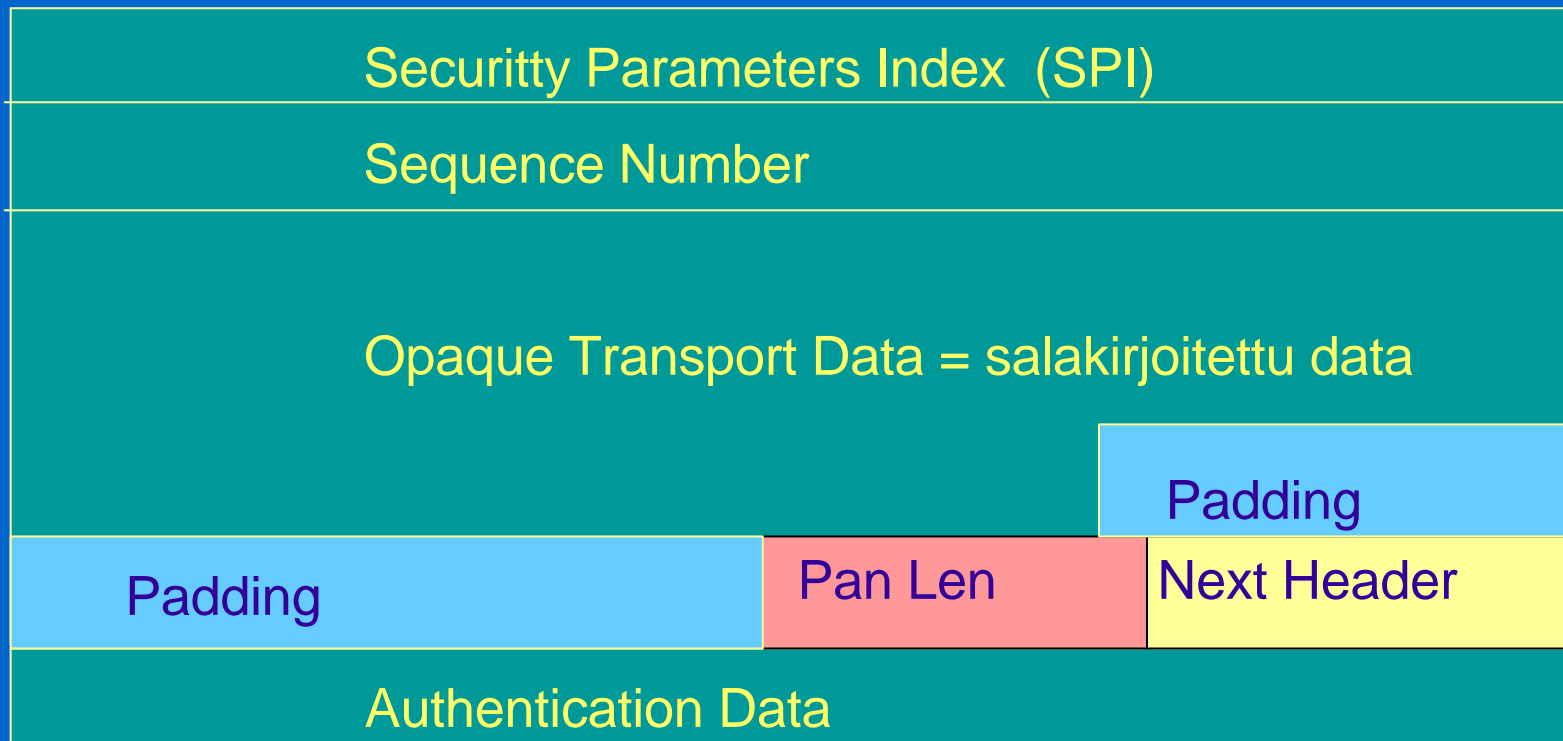 Securitty Parameters Index (SPI)
Sequence Number
Opaque Transport Data = salakirjoitettu data
Padding
Padding
Pan Len
Next Header
Authentication Data